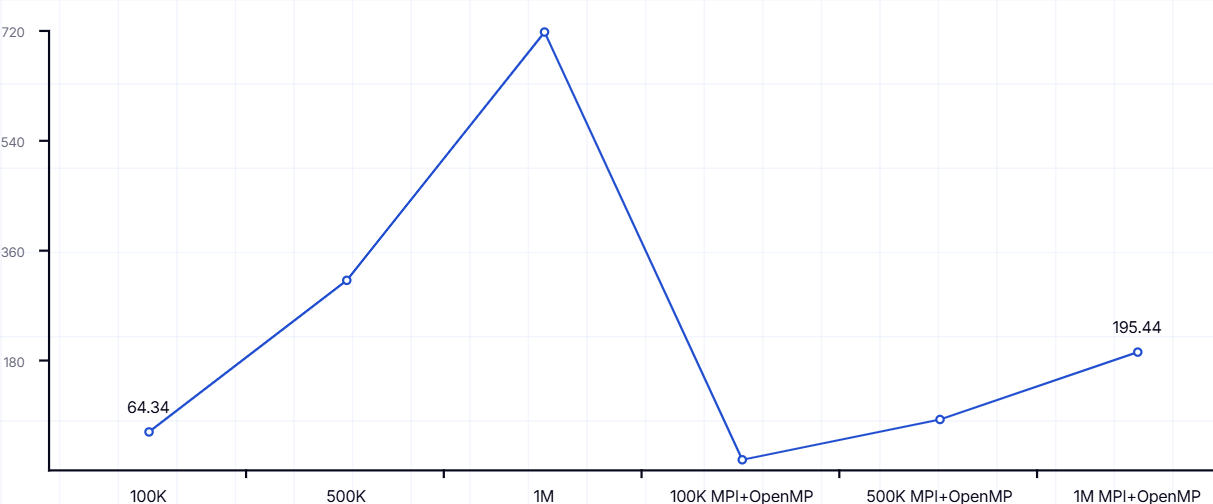 720
540
360
180
64.34
195.44
100K
500K
1M
100K MPI+OpenMP
500K MPI+OpenMP
1M MPI+OpenMP